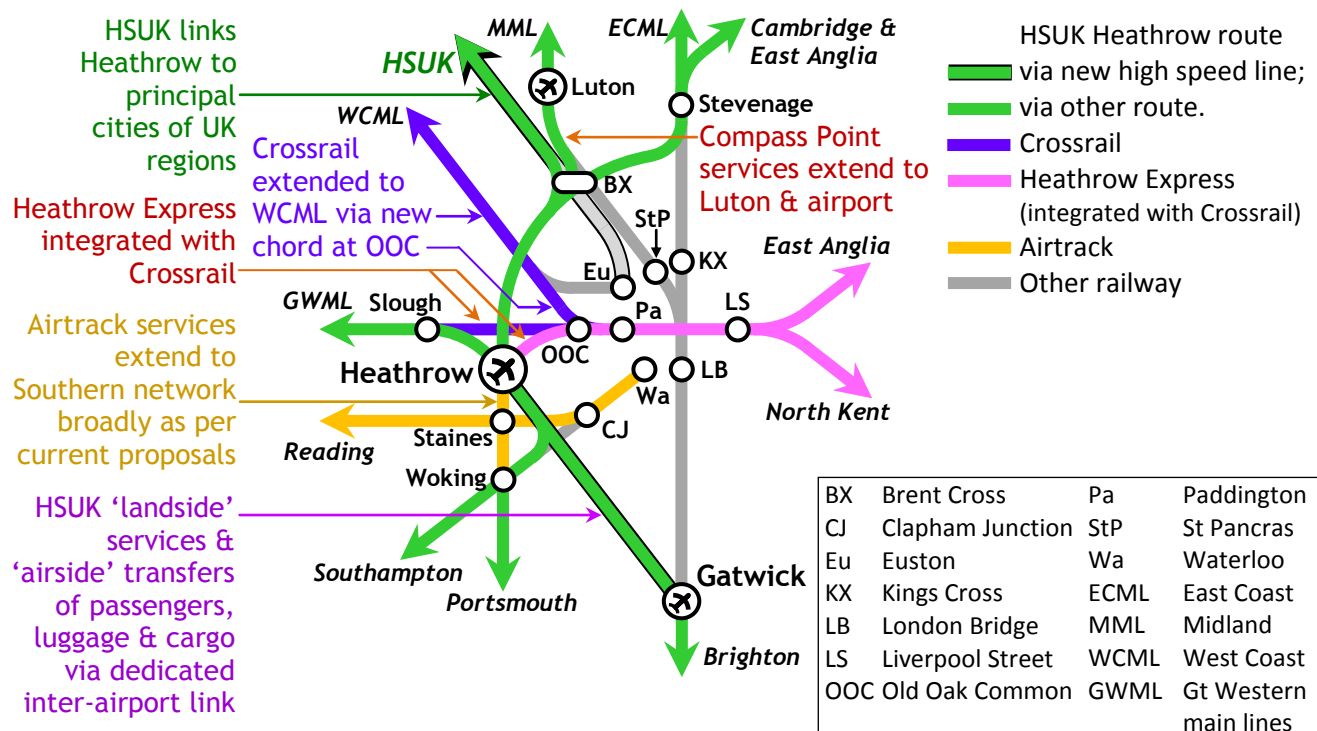 HSUK links
Heathrow to
principal
cities of UK
regions
Heathrow Express
integrated with
Crossrail
Airtrack services
extend to
Southern network
broadly as per
current proposals
HSUK ‘landside’
services &
‘airside’ transfers
of passengers,
luggage & cargo
via dedicated
inter-airport link
Crossrail
extended to
WCML via new
chord at OOC
HSUK
MML
ECML
Cambridge &
East Anglia
WCML
Luton
Stevenage
Compass Point
services extend to
Luton & airport
BX
StP
KX
Eu
East Anglia
GWML
Slough
OOC
Pa
LS
Heathrow
LB
Wa
CJ
North Kent
Reading
Staines
Woking
Southampton
Portsmouth
Gatwick
Brighton
HSUK Heathrow route
via new high speed line;
via other route.
Crossrail
Heathrow Express
(integrated with Crossrail)
Airtrack
Other railway
BX Brent Cross Pa Paddington
CJ Clapham Junction StP St Pancras
Eu Euston Wa Waterloo
KX Kings Cross ECML East Coast
LB London Bridge MML Midland
LS Liverpool Street WCML West Coast
OOC Old Oak Common GWML Gt Western
main lines